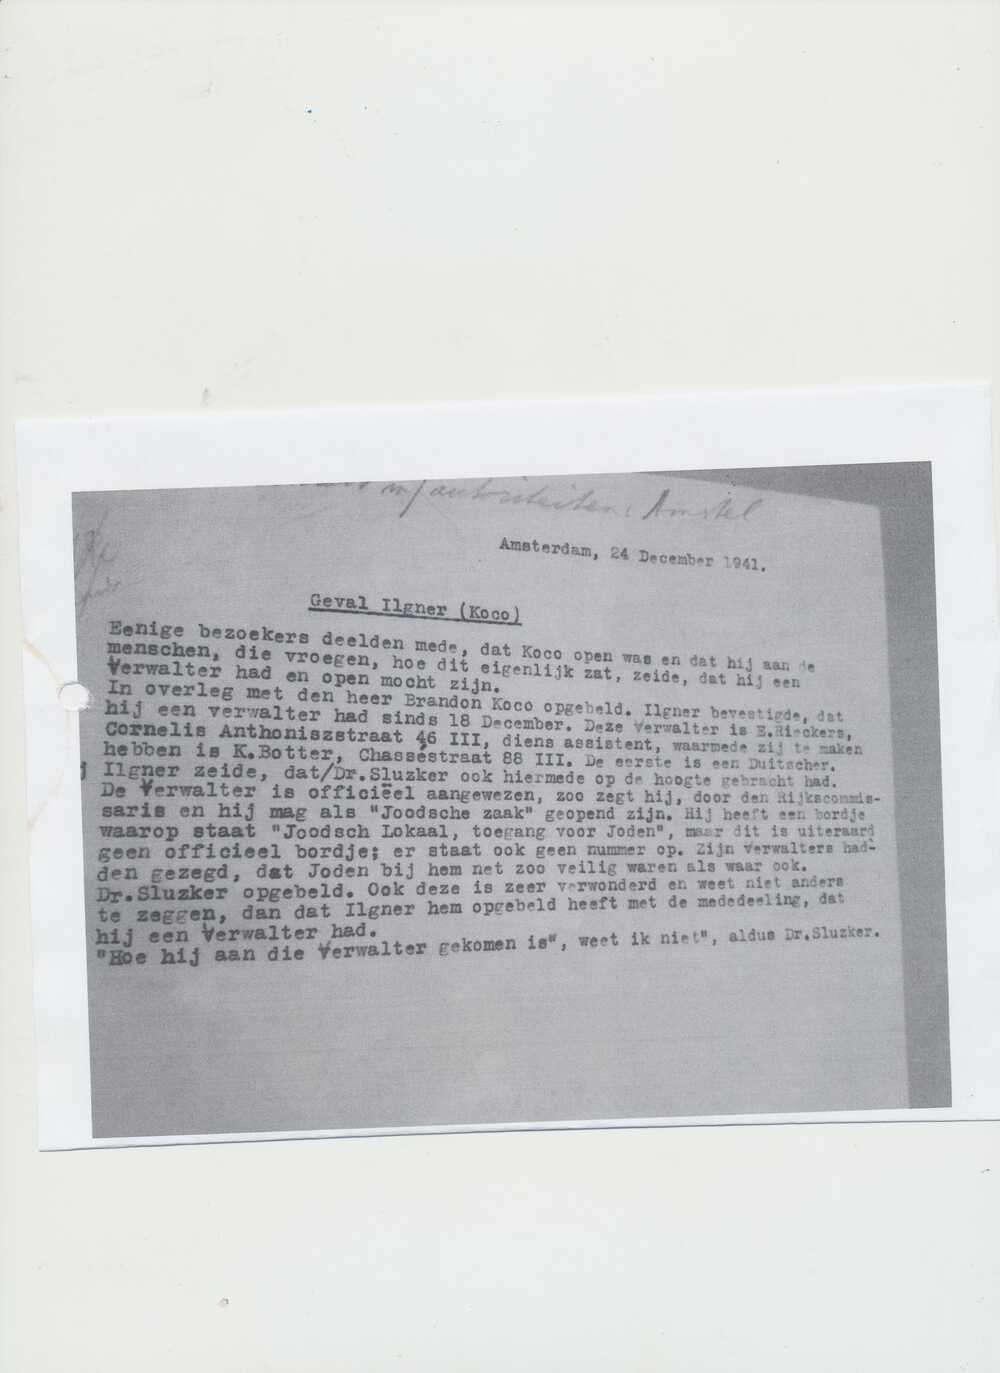 m/autoriteiten. Amstel
Amsterdam, 24 December 1941.
Geval Ilgner (Koco)
Eenige bezoekers deelden mede, dat Koco open was en dat hij aan de
menschen, die vroegen, hoe dit eigenlijk zat, zeide, dat hij een
Verwalter had en open mocht zijn.
In overleg met den heer Brandon Koco opgebeld. Ilgner bevestigde, dat
hij een verwalter had sinds 18 December. Deze Verwalter is E.Rieckers,
Cornelis Anthoniszstraat 46 III, diens assistent, waarmede zij te maken
hebben is K.Botter, Chasséstraat 88 III. De eerste is een Duitscher.
Ilgner zeide, dat/Dr.Sluzker ook hiermede op de hoogte gebracht had.
De Verwalter is officiëel aangewezen, zoo zegt hij, door den Rijkscommis-
saris en hij mag als "Joodsche zaak" geopend zijn. Hij heeft een bordje
waarop staat "Joodsch Lokaal, toegang voor Joden", maar dit is uiteraard
geen officieel bordje; er staat ook geen nummer op. Zijn Verwalters had-
den gezegd, dat Joden bij hem net zoo veilig waren als waar ook.
Dr.Sluzker opgebeld. Ook deze is zeer verwonderd en weet niet anders
te zeggen, dan dat Ilgner hem opgebeld heeft met de mededeeling, dat
hij een Verwalter had.
"Hoe hij aan die Verwalter gekomen is", weet ik niet", aldus Dr.Sluzker.